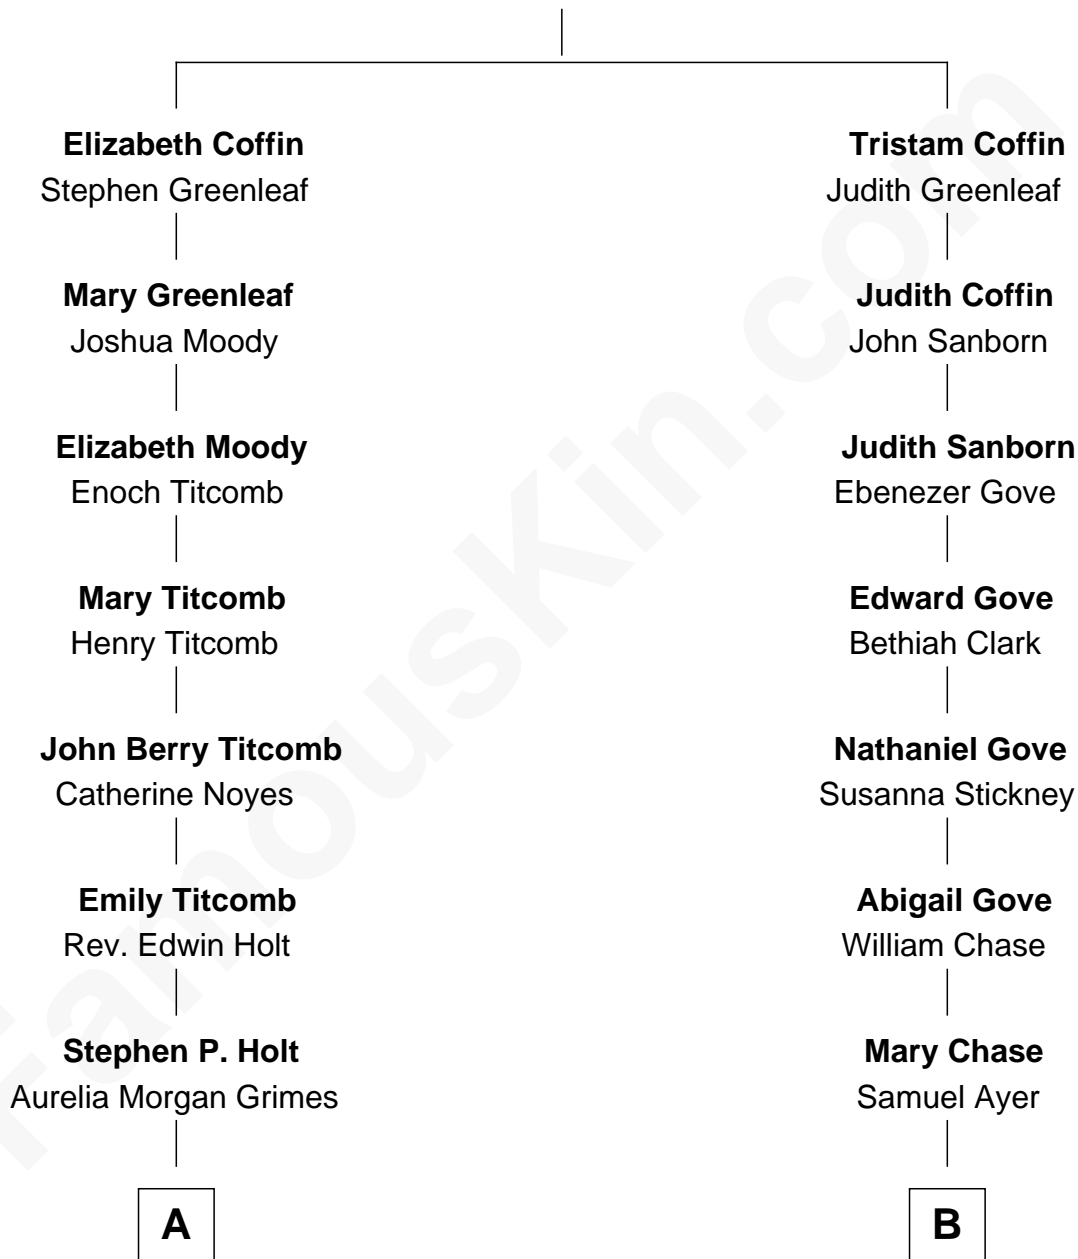 Elizabeth Coffin
Stephen Greenleaf
Mary Greenleaf
Joshua Moody
Elizabeth Moody
Enoch Titcomb
Mary Titcomb
Henry Titcomb
John Berry Titcomb
Catherine Noyes
Emily Titcomb
Rev. Edwin Holt
Stephen P. Holt
Aurelia Morgan Grimes
A
Tristam Coffin
Judith Greenleaf
Judith Coffin
John Sanborn
Judith Sanborn
Ebenezer Gove
Edward Gove
Bethiah Clark
Nathaniel Gove
Susanna Stickney
Abigail Gove
William Chase
Mary Chase
Samuel Ayer
B
FamousKin.com